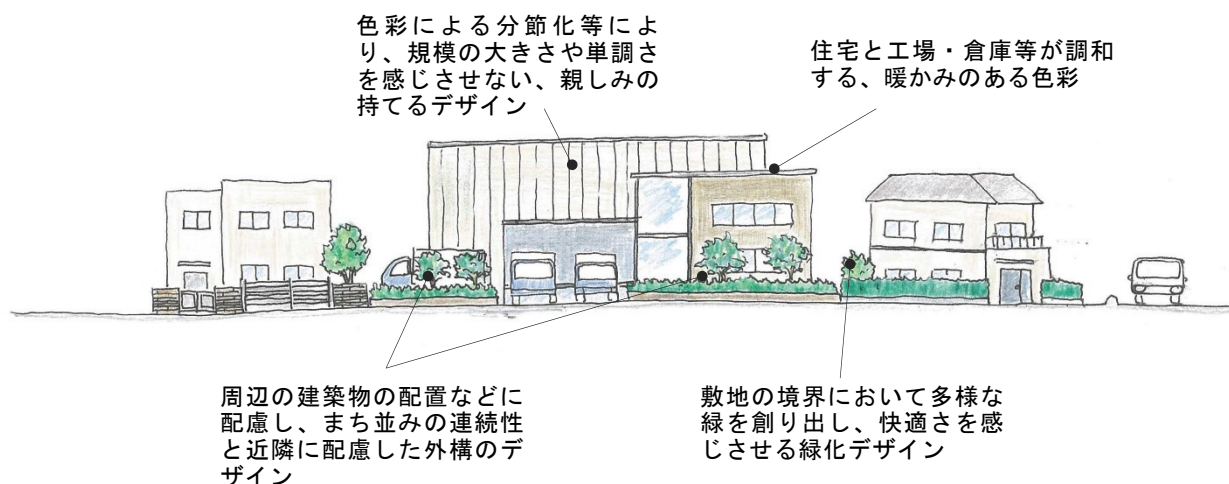 色彩による分節化等によ
り、規模の大きさや単調さ
を感じさせない、親しみの
持てるデザイン
住宅と工場・倉庫等が調和
する、暖かみのある色彩
周辺の建築物の配置などに
配慮し、まち並みの連続性
と近隣に配慮した外構のデ
ザイン
敷地の境界において多様な
緑を創り出し、快適さを感
じさせる緑化デザイン